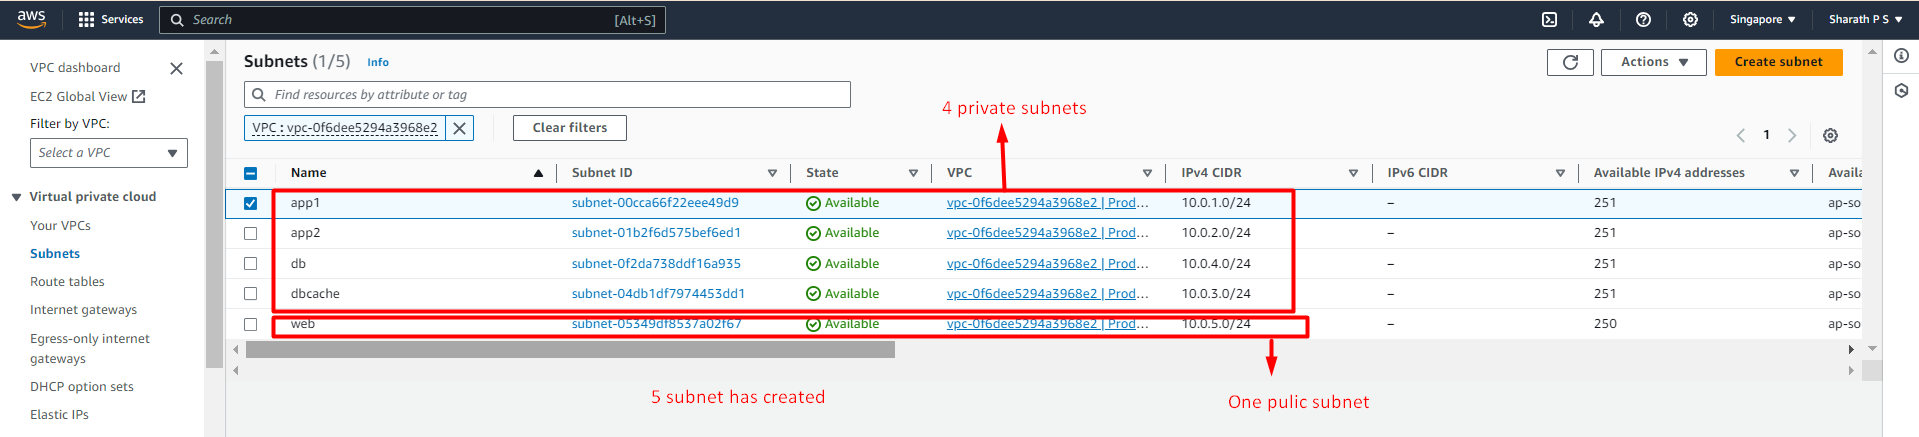 aws Services Search [Alt+S] Singapore ▼ Sharath P S ▼
VPC dashboard
EC2 Global View
Filter by VPC:
Select a VPC
Virtual private cloud
Your VPCs
Subnets
Route tables
Internet gateways
Egress-only internet
gateways
DHCP option sets
Elastic IPs
Subnets (1/5) Info
Actions ▼ Create subnet
Find resources by attribute or tag
4 private subnets
VPC : vpc-0f6dee5294a3968e2 Clear filters
1
Name Subnet ID State VPC IPv4 CIDR IPv6 CIDR Available IPv4 addresses Availa
app1 subnet-00cca66f22eee49d9 Available vpc-0f6dee5294a3968e2 | Prod... 10.0.1.0/24 – 251 ap-so
app2 subnet-01b2f6d575bef6ed1 Available vpc-0f6dee5294a3968e2 | Prod... 10.0.2.0/24 – 251 ap-so
db subnet-0f2da738ddf16a935 Available vpc-0f6dee5294a3968e2 | Prod... 10.0.4.0/24 – 251 ap-so
dbcache subnet-04db1df7974453dd1 Available vpc-0f6dee5294a3968e2 | Prod... 10.0.3.0/24 – 251 ap-so
web subnet-05349df8537a02f67 Available vpc-0f6dee5294a3968e2 | Prod... 10.0.5.0/24 – 250 ap-so
5 subnet has created
One pulic subnet